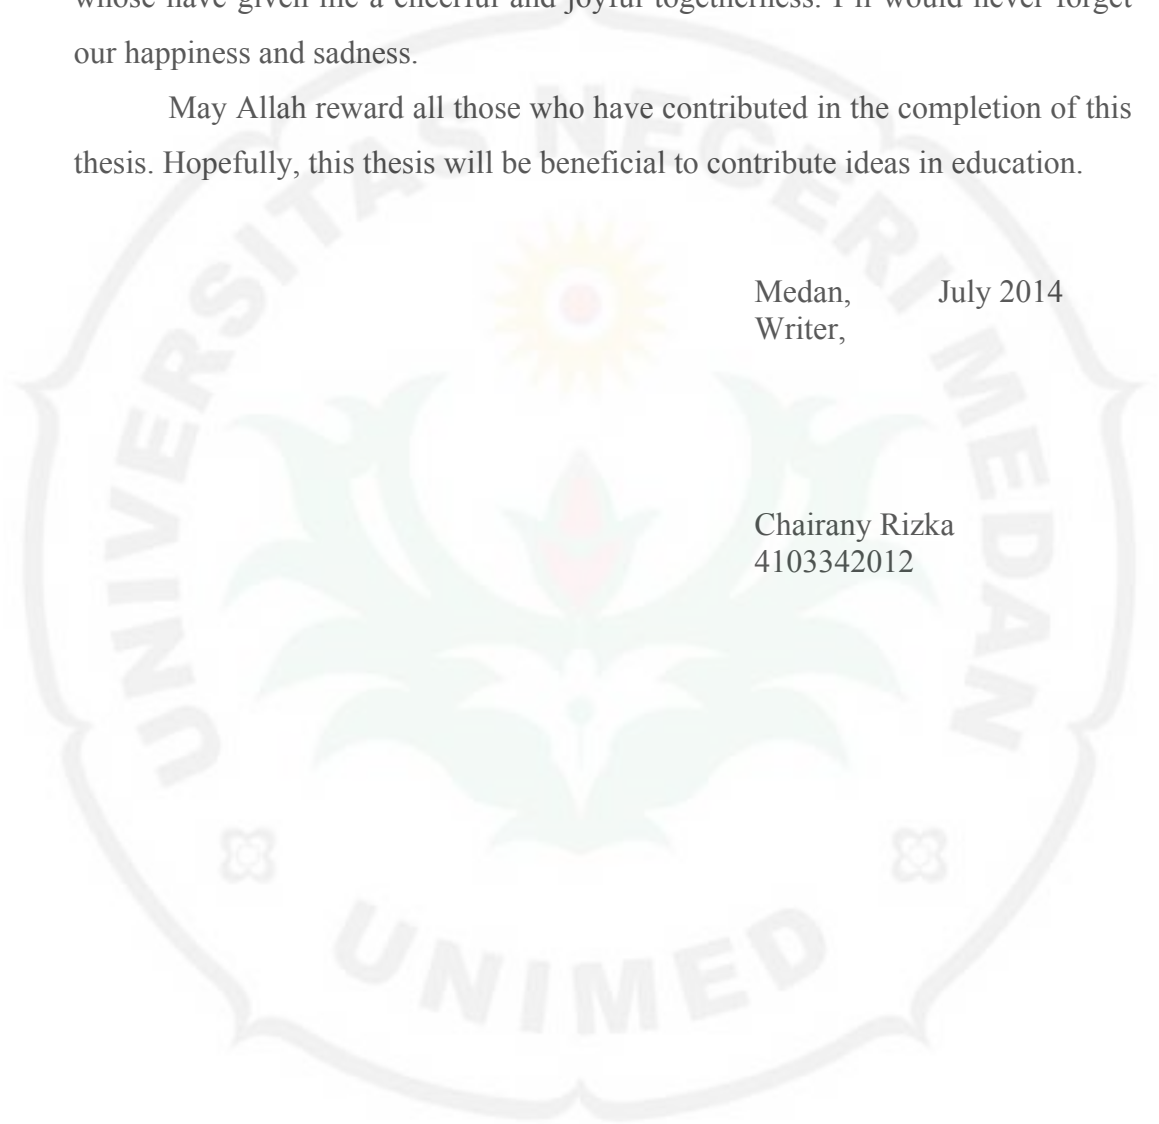 whose have given me a cheerful and joyful togetherness. I'll would never forget
our happiness and sadness.
May Allah reward all those who have contributed in the completion of this
thesis. Hopefully, this thesis will be beneficial to contribute ideas in education.
Medan, July 2014
Writer,
Chairany Rizka
4103342012
UNIVERSITAS NEGERI MEDAN
UNIMED